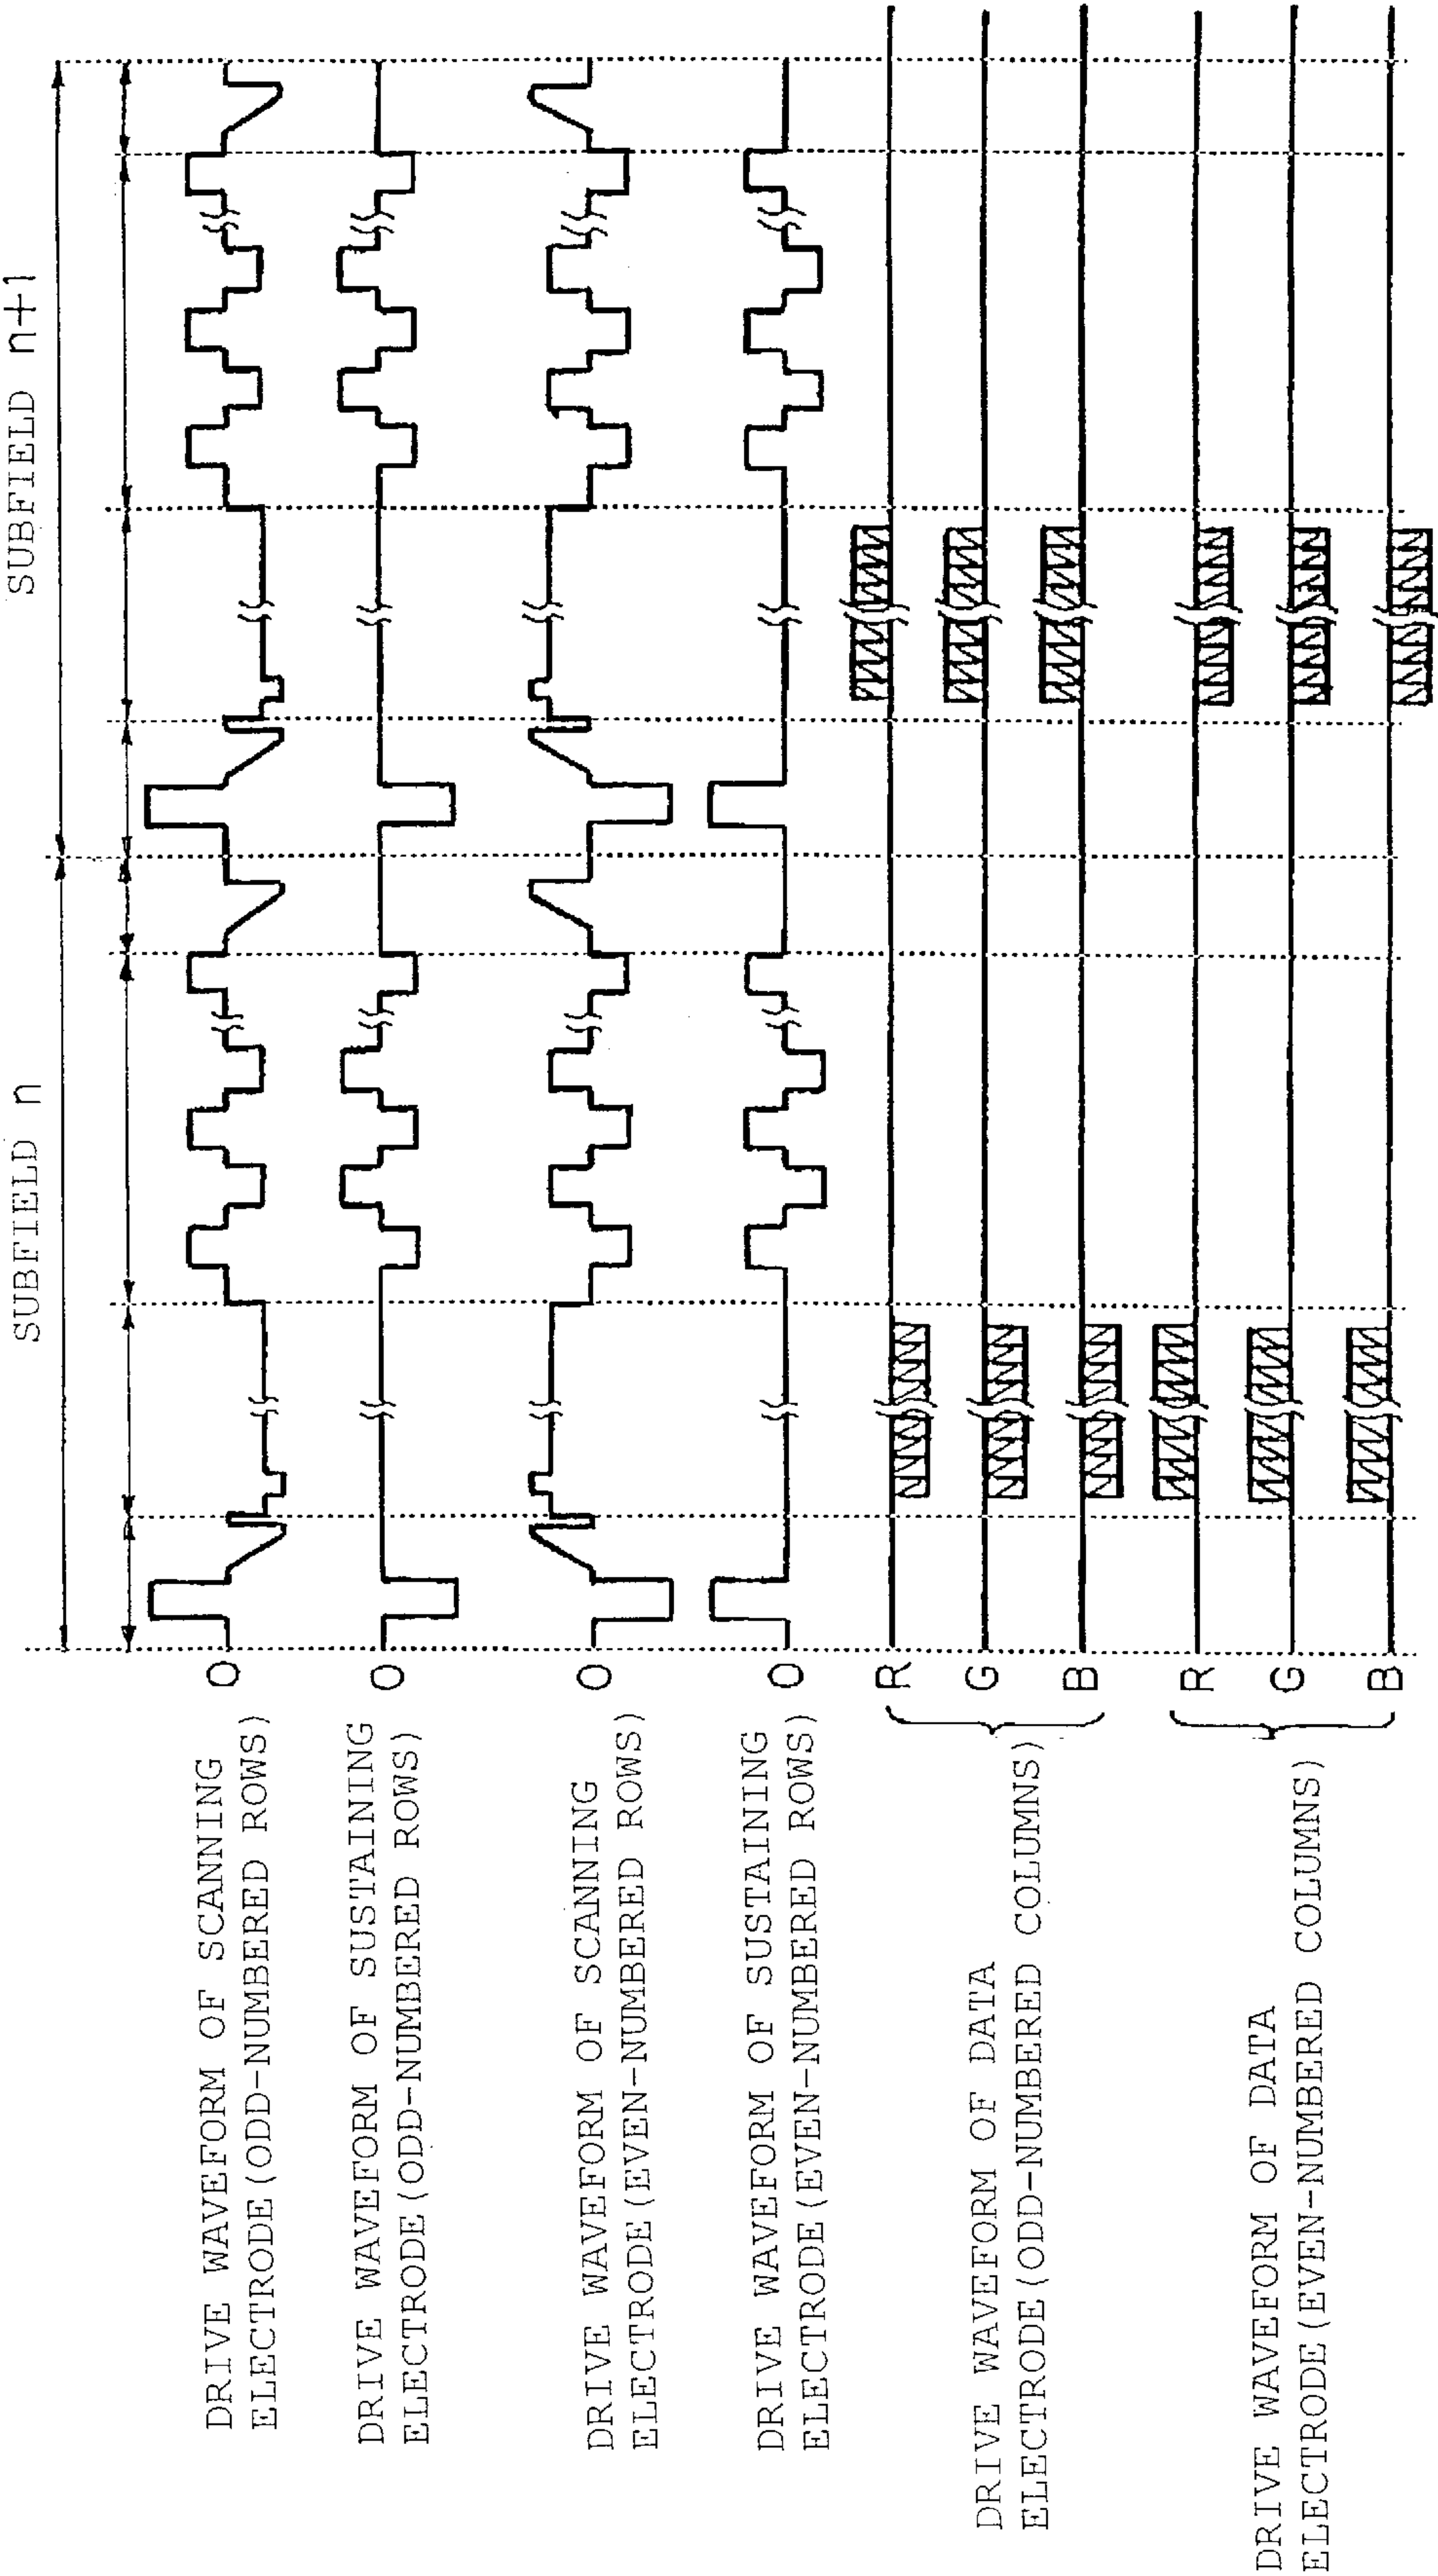 SUBFIELD n
SUBFIELD n+1
DRIVE WAVEFORM OF SCANNING
ELECTRODE(ODD-NUMBERED ROWS)
0
DRIVE WAVEFORM OF SUSTAINING
ELECTRODE(ODD-NUMBERED ROWS)
0
DRIVE WAVEFORM OF SCANNING
ELECTRODE(EVEN-NUMBERED ROWS)
0
DRIVE WAVEFORM OF SUSTAINING
ELECTRODE(EVEN-NUMBERED ROWS)
0
DRIVE WAVEFORM OF DATA
ELECTRODE(ODD-NUMBERED COLUMNS)
R
G
B
DRIVE WAVEFORM OF DATA
ELECTRODE(EVEN-NUMBERED COLUMNS)
R
G
B